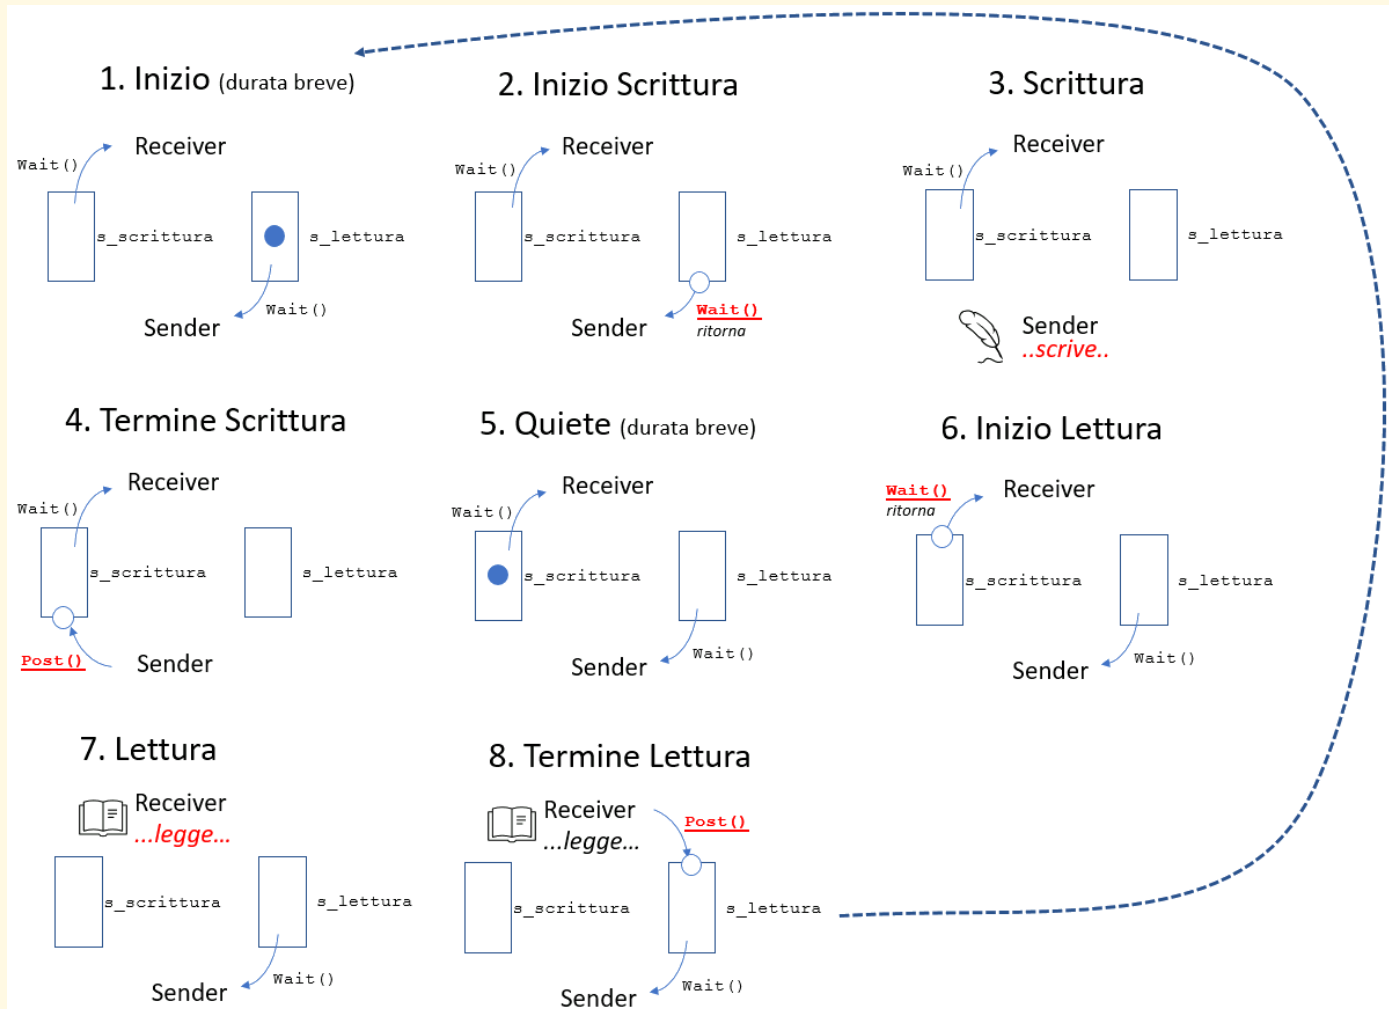 1. Inizio (durata breve)
Receiver
Wait()
s_scrittura
s_lettura
Wait()
Sender
2. Inizio Scrittura
Receiver
Wait()
s_scrittura
s_lettura
Wait()
ritorna
Sender
3. Scrittura
Receiver
Wait()
s_scrittura
s_lettura
Sender
..scrive..
4. Termine Scrittura
Receiver
Wait()
s_scrittura
s_lettura
Post()
Sender
5. Quiete (durata breve)
Receiver
Wait()
s_scrittura
s_lettura
Wait()
Sender
6. Inizio Lettura
Wait()
ritorna
Receiver
s_scrittura
s_lettura
Wait()
Sender
7. Lettura
Receiver
...legge...
s_scrittura
s_lettura
Wait()
Sender
8. Termine Lettura
Receiver
...legge...
Post()
s_scrittura
s_lettura
Wait()
Sender